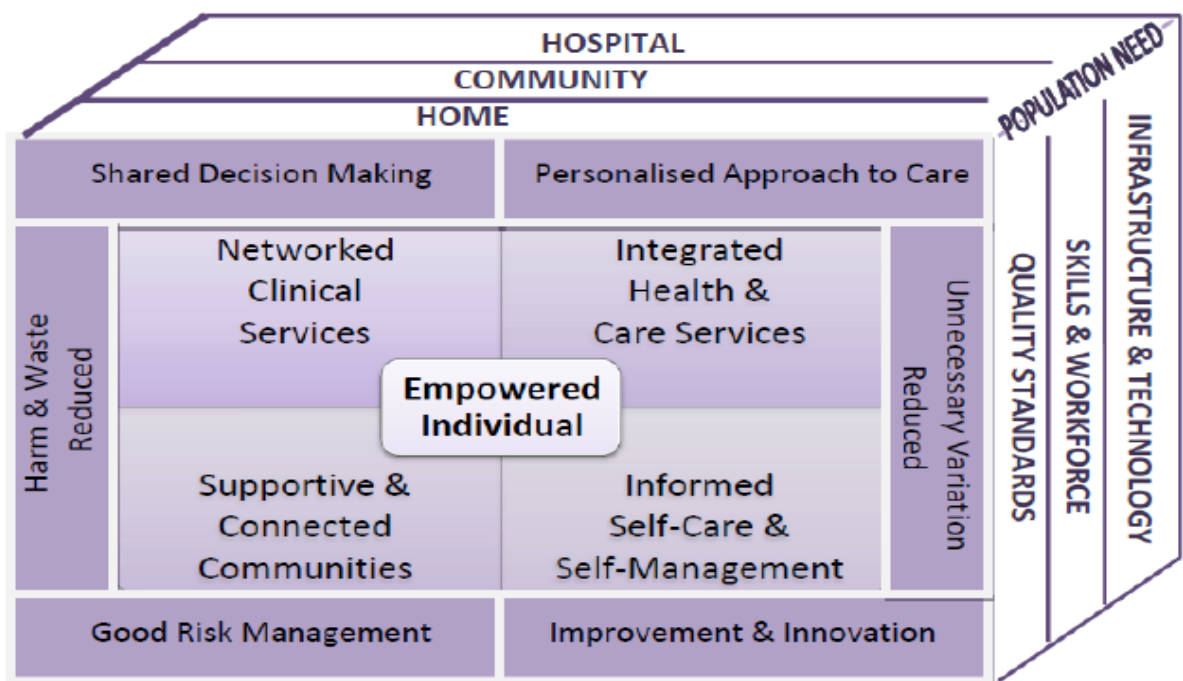 HOSPITAL
COMMUNITY
HOME
POPULATION NEED
Shared Decision Making
Personalised Approach to Care
Harm & Waste
Reduced
Networked
Clinical
Services
Integrated
Health &
Care Services
Empowered
Individual
Supportive &
Connected
Communities
Informed
Self-Care &
Self-Management
Unnecessary Variation
Reduced
QUALITY STANDARDS
SKILLS & WORKFORCE
INFRASTRUCTURE & TECHNOLOGY
Good Risk Management
Improvement & Innovation